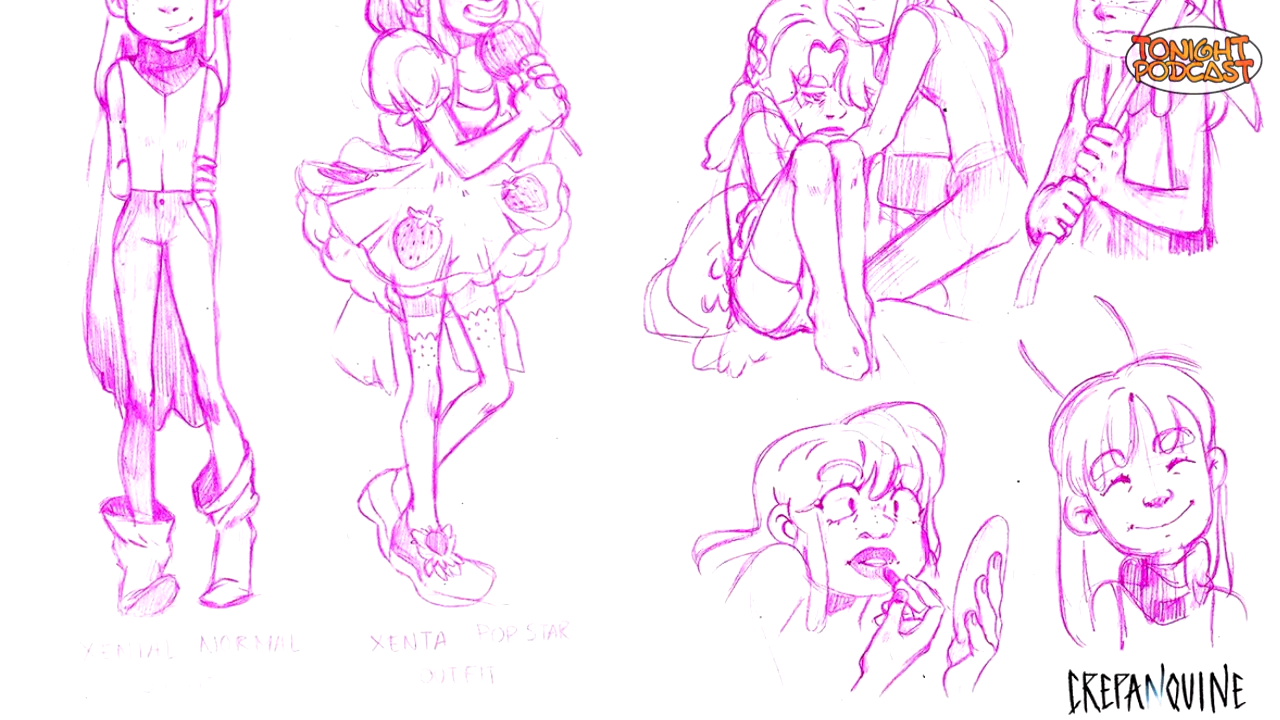 TONIGHT
PODCAST
NORMAL
XENTA POP STAR
OUTFIT
CREPANQUINE